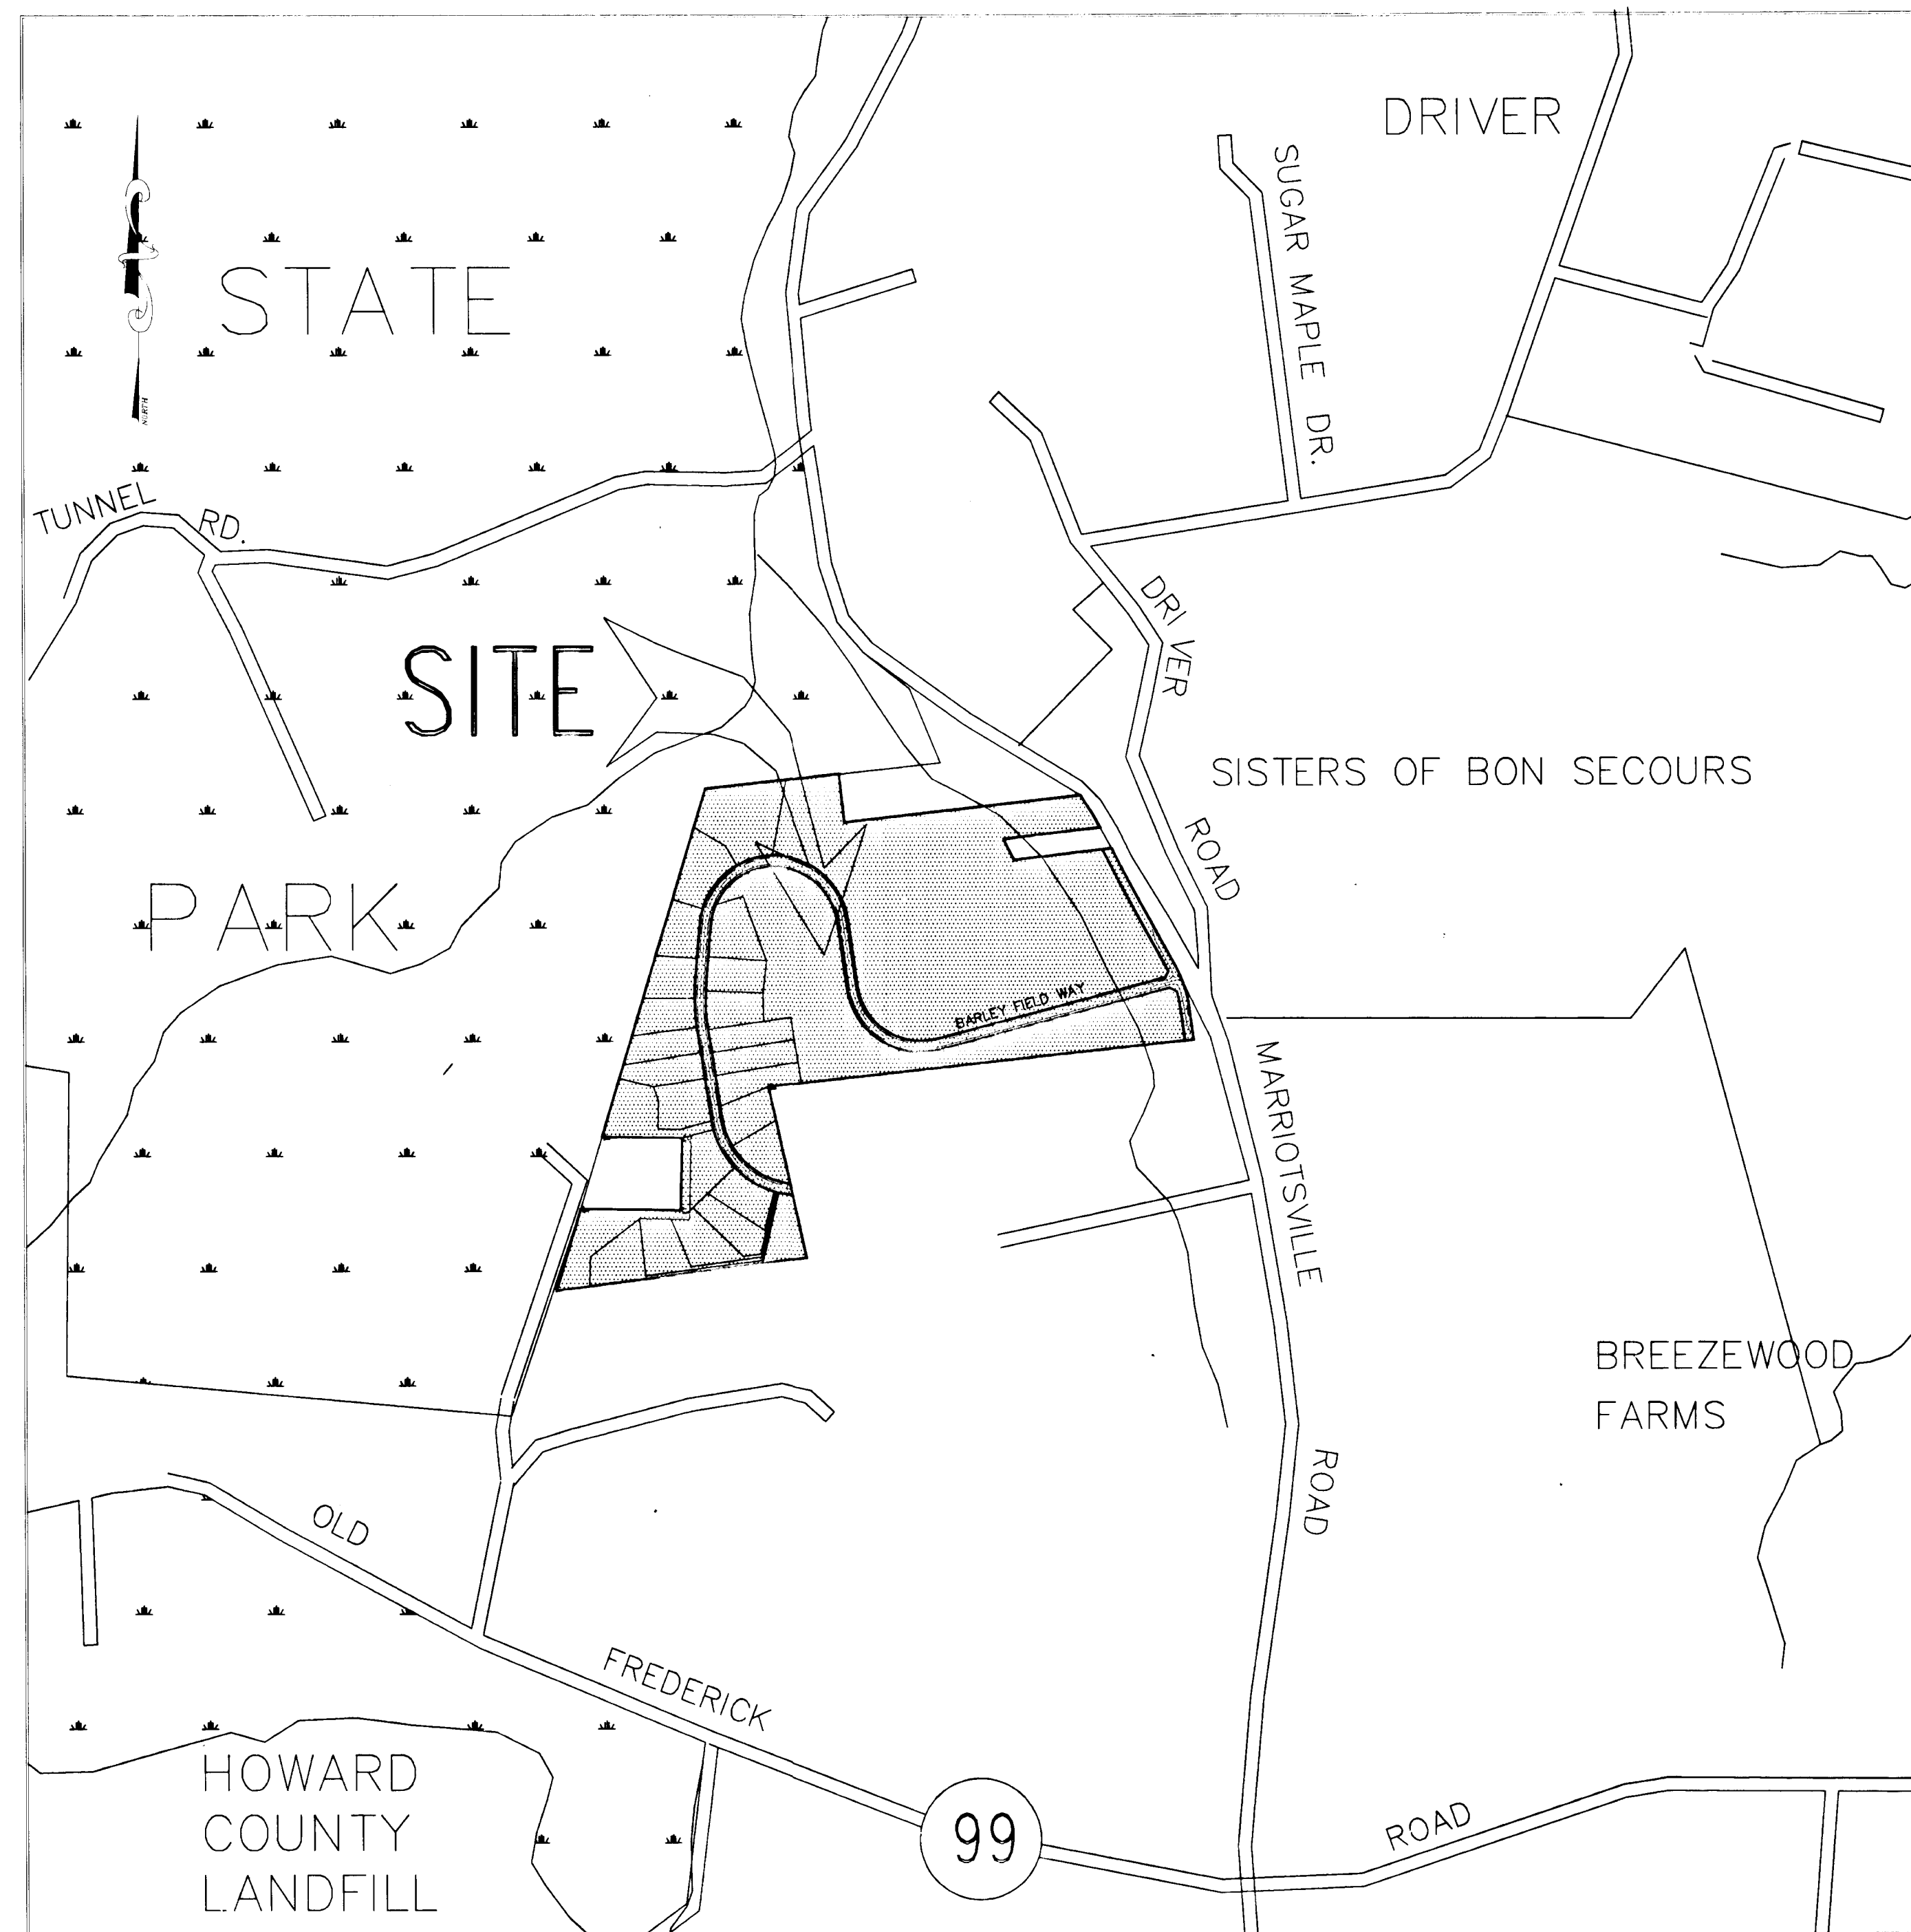 DRIVER
SUGAR MAPLE DR.
STATE
NORTH
TUNNEL RD.
SITE
DRIVER ROAD
SISTERS OF BON SECOURS
PARK
BARLEY FIELD WAY
MARRIOTSVILLE ROAD
BREEZEWOOD
FARMS
OLD FREDERICK ROAD
HOWARD
COUNTY
LANDFILL
99